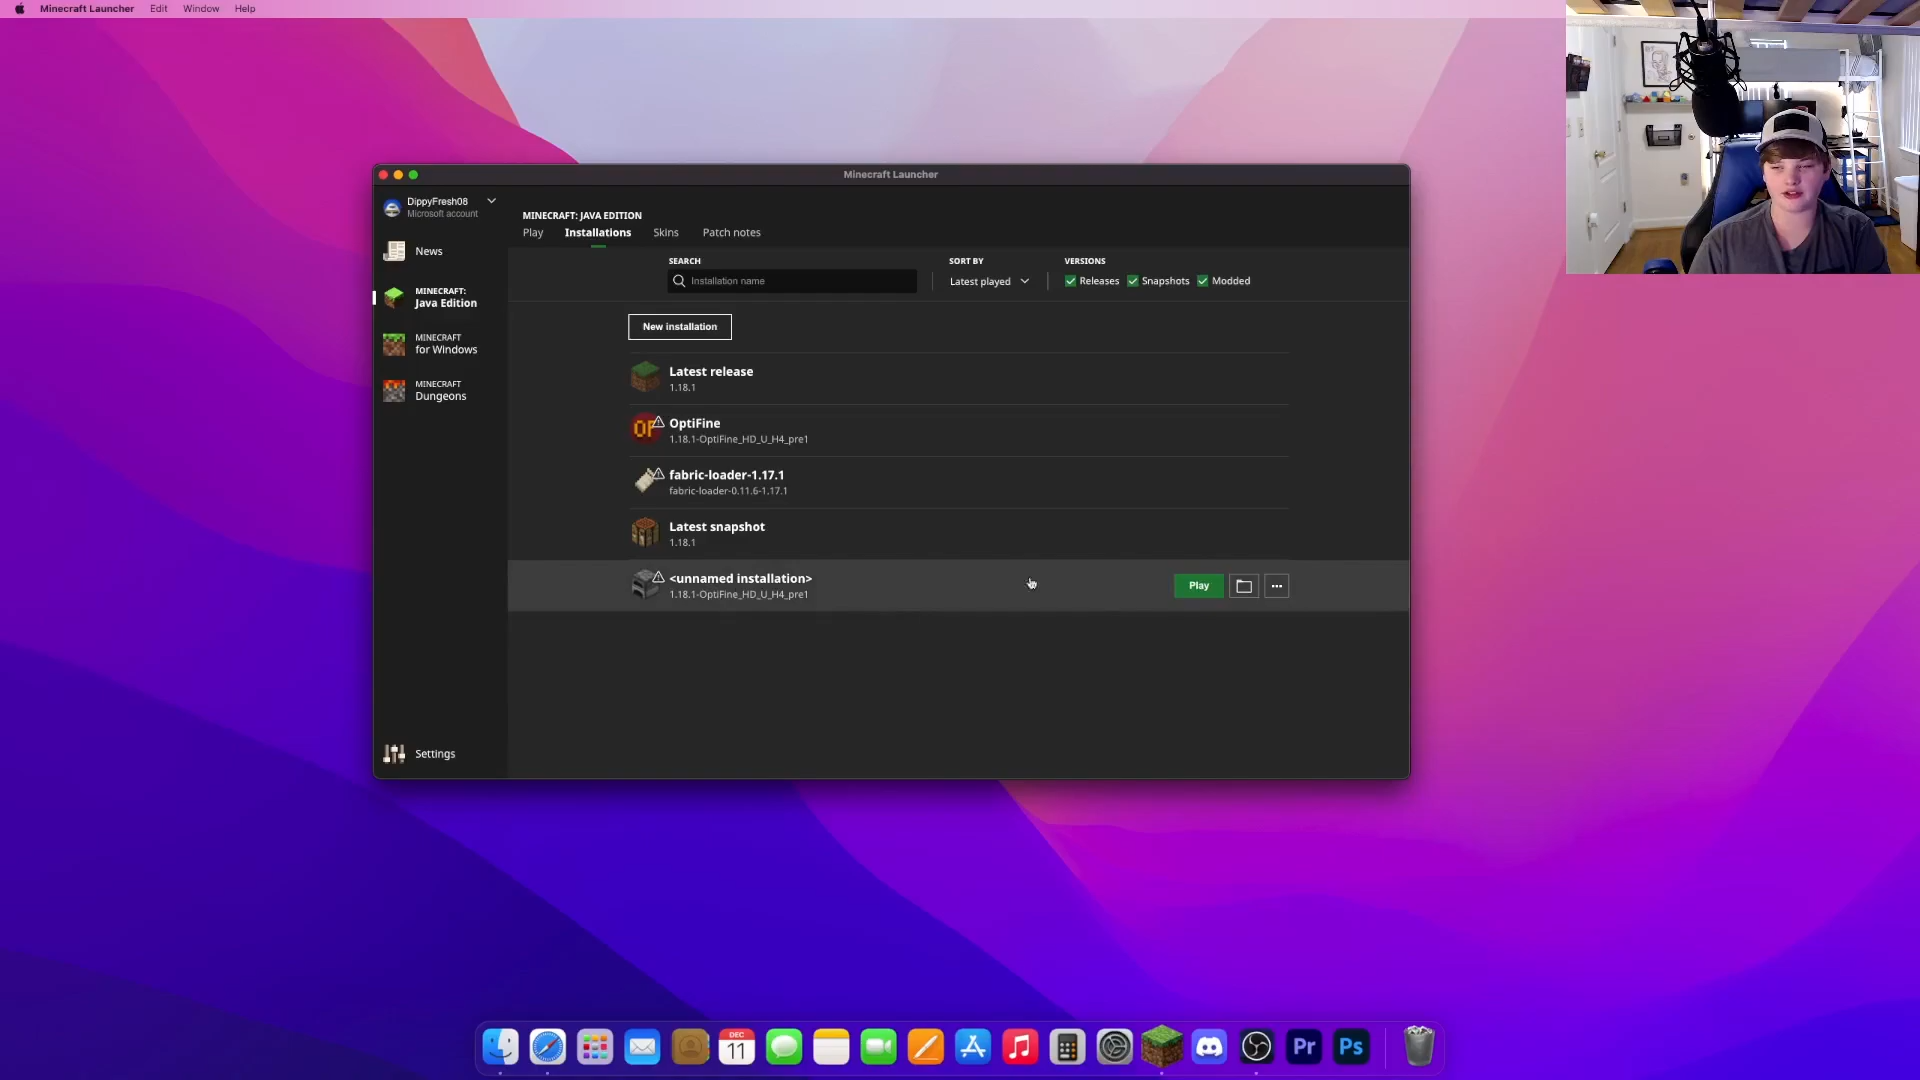 Minecraft Launcher Edit Window Help
Minecraft Launcher
DippyFresh08
Microsoft account
News
MINECRAFT:
Java Edition
MINECRAFT
for Windows
MINECRAFT
Dungeons
Settings
MINECRAFT: JAVA EDITION
Play Installations Skins Patch notes
SEARCH SORT BY VERSIONS
Installation name Latest played Releases Snapshots Modded
New installation
Latest release
1.18.1
OF
OptiFine
1.18.1-OptiFine_HD_U_H4_pre1
fabric-loader-1.17.1
fabric-loader-0.11.6-1.17.1
Latest snapshot
1.18.1
<unnamed installation>
1.18.1-OptiFine_HD_U_H4_pre1
Play
DEC
11
Pr Ps